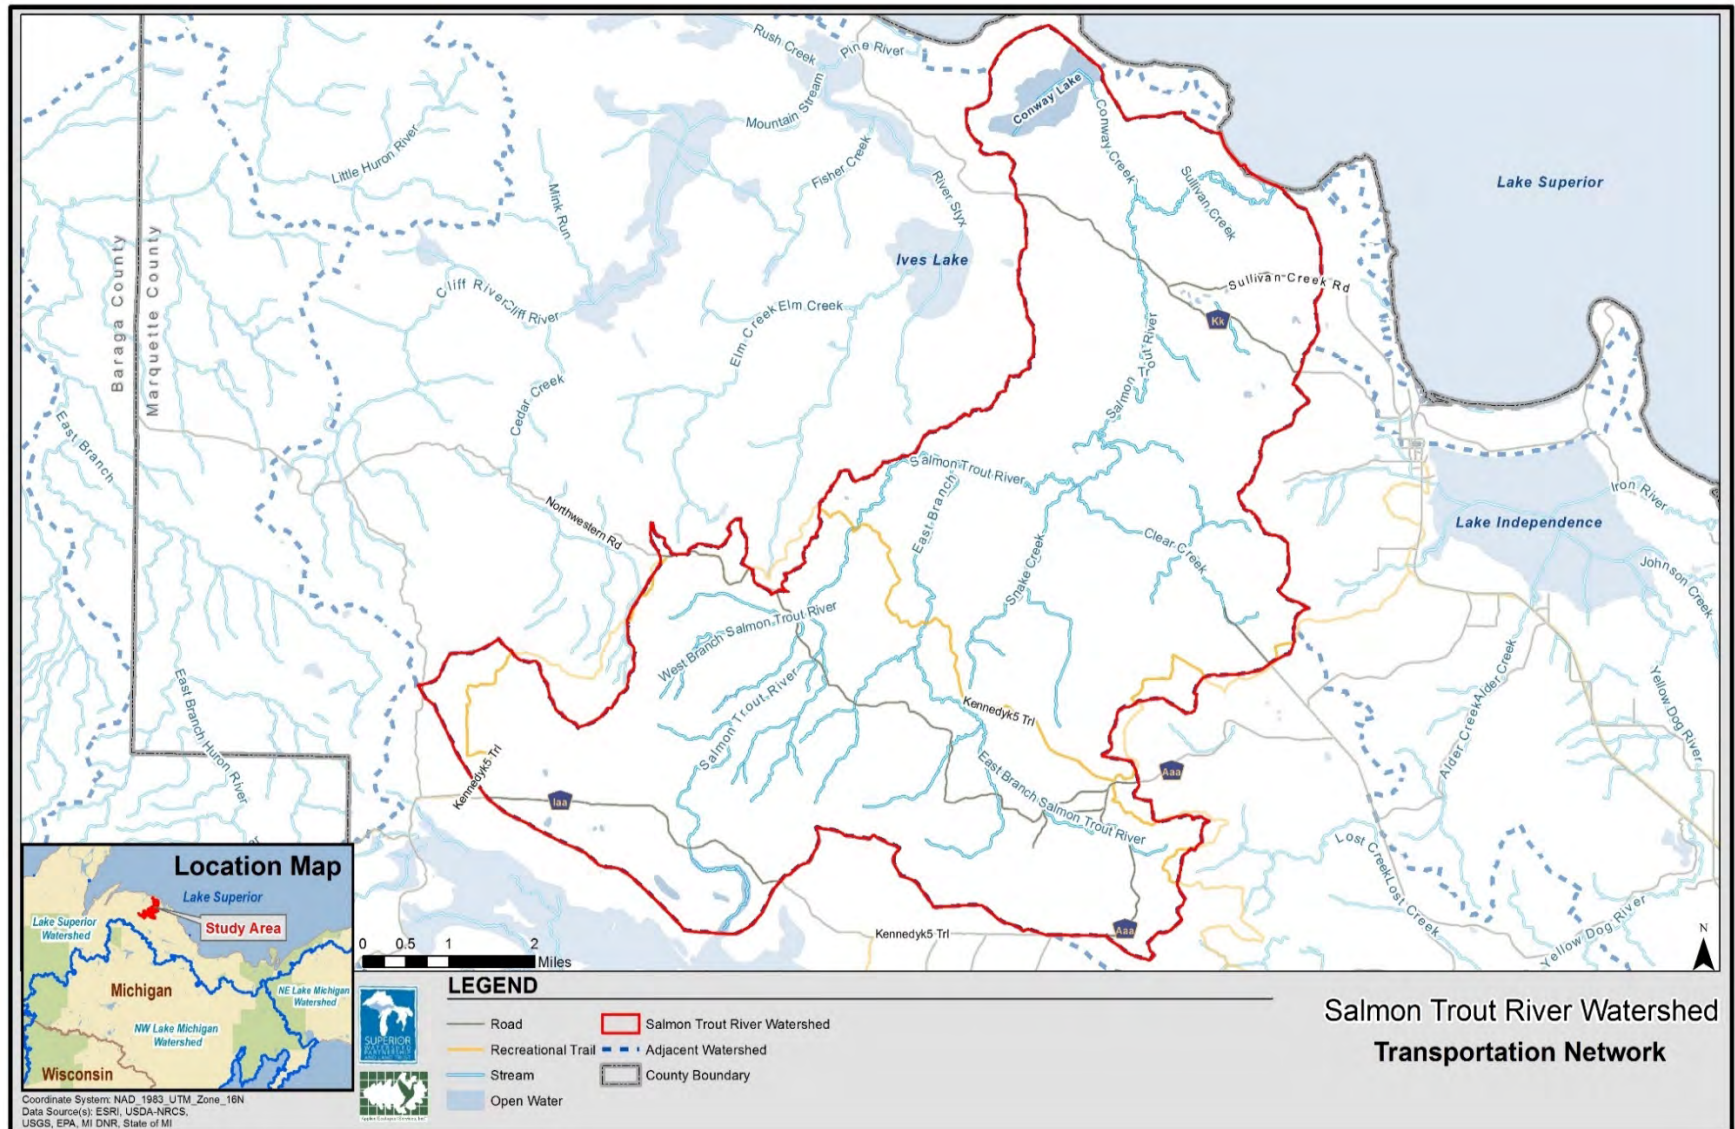 Rush Creek
Pine River
Mountain Stream
Conway Lake
Conway Creek
Little Huron River
Fisher Creek
River Styx
Sullivan Creek
Lake Superior
Mink Run
Ives Lake
Baraga County
Marquette County
Cliff River
Cliff River
Elm Creek
Elm Creek
Sullivan Creek Rd
Kk
Salmon Trout River
Cedar Creek
East Branch
Salmon Trout River
East Branch
Iron River
Northwestern Rd
Lake Independence
Clear Creek
Snake Creek
Johnson Creek
West Branch Salmon Trout River
Salmon Trout River
East Branch Huron River
Kennedyk5 Trl
Alder Creek
Alder Creek
Yellow Dog River
Kennedyk5 Trl
Iaa
Aaa
East Branch Salmon Trout River
Lost Creek
Lost Creek
Yellow Dog River
Aaa
Kennedyk5 Trl
Location Map
Lake Superior
Lake Superior
Watershed
Study Area
Michigan
NE Lake Michigan
Watershed
NW Lake Michigan
Watershed
Wisconsin
0 0.5 1 2
Miles
N
LEGEND
Road
Recreational Trail
Stream
Open Water
Salmon Trout River Watershed
Adjacent Watershed
County Boundary
SUPERIOR
Salmon Trout River Watershed
Transportation Network
Coordinate System: NAD_1983_UTM_Zone_16N
Data Source(s): ESRI, USDA-NRCS,
USGS, EPA, MI DNR, State of MI